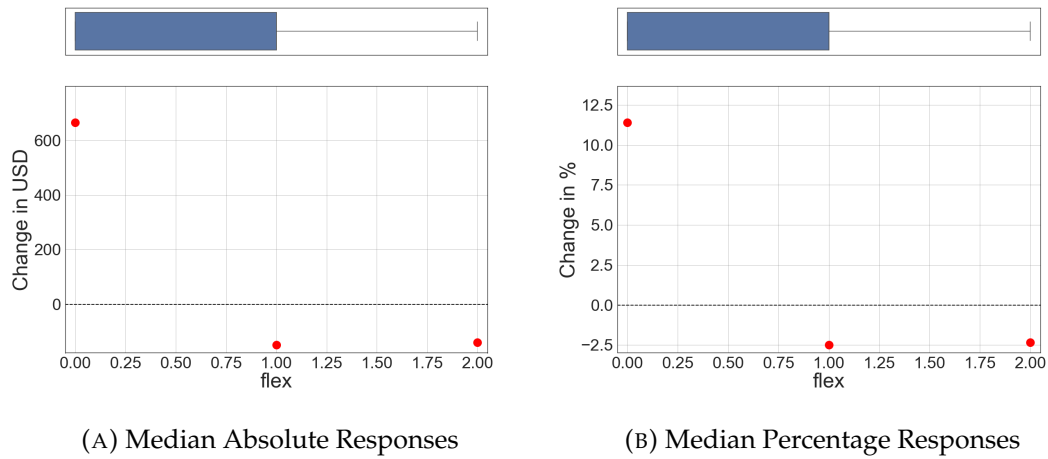 600
400
200
0
Change in USD
0.00 0.25 0.50 0.75 1.00 1.25 1.50 1.75 2.00
flex
(A) Median Absolute Responses
12.5
10.0
7.5
5.0
2.5
0.0
−2.5
Change in %
0.00 0.25 0.50 0.75 1.00 1.25 1.50 1.75 2.00
flex
(B) Median Percentage Responses